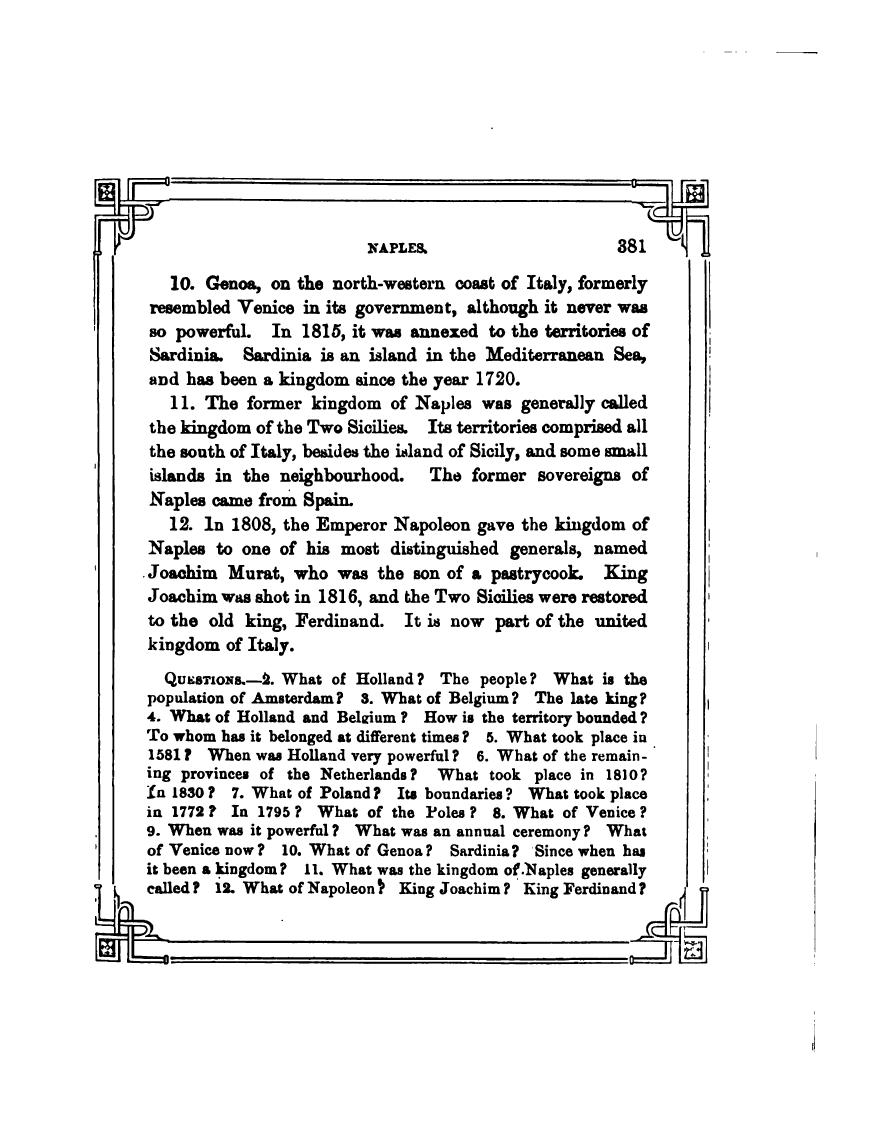 NAPLES. 381
10. Genoa, on the north-western coast of Italy, formerly
resembled Venice in its government, although it never was
so powerful. In 1815, it was annexed to the territories of
Sardinia. Sardinia is an island in the Mediterranean Sea,
and has been a kingdom since the year 1720.
11. The former kingdom of Naples was generally called
the kingdom of the Two Sicilies. Its territories comprised all
the south of Italy, besides the island of Sicily, and some small
islands in the neighbourhood. The former sovereigns of
Naples came from Spain.
12. In 1808, the Emperor Napoleon gave the kingdom of
Naples to one of his most distinguished generals, named
Joachim Murat, who was the son of a pastrycook. King
Joachim was shot in 1816, and the Two Sicilies were restored
to the old king, Ferdinand. It is now part of the united
kingdom of Italy.
QUESTIONS.—2. What of Holland? The people? What is the
population of Amsterdam? 3. What of Belgium? The late king?
4. What of Holland and Belgium? How is the territory bounded?
To whom has it belonged at different times? 5. What took place in
1581? When was Holland very powerful? 6. What of the remain-
ing provinces of the Netherlands? What took place in 1810?
In 1830? 7. What of Poland? Its boundaries? What took place
in 1772? In 1795? What of the Poles? 8. What of Venice?
9. When was it powerful? What was an annual ceremony? What
of Venice now? 10. What of Genoa? Sardinia? Since when has
it been a kingdom? 11. What was the kingdom of Naples generally
called? 12. What of Napoleon? King Joachim? King Ferdinand?